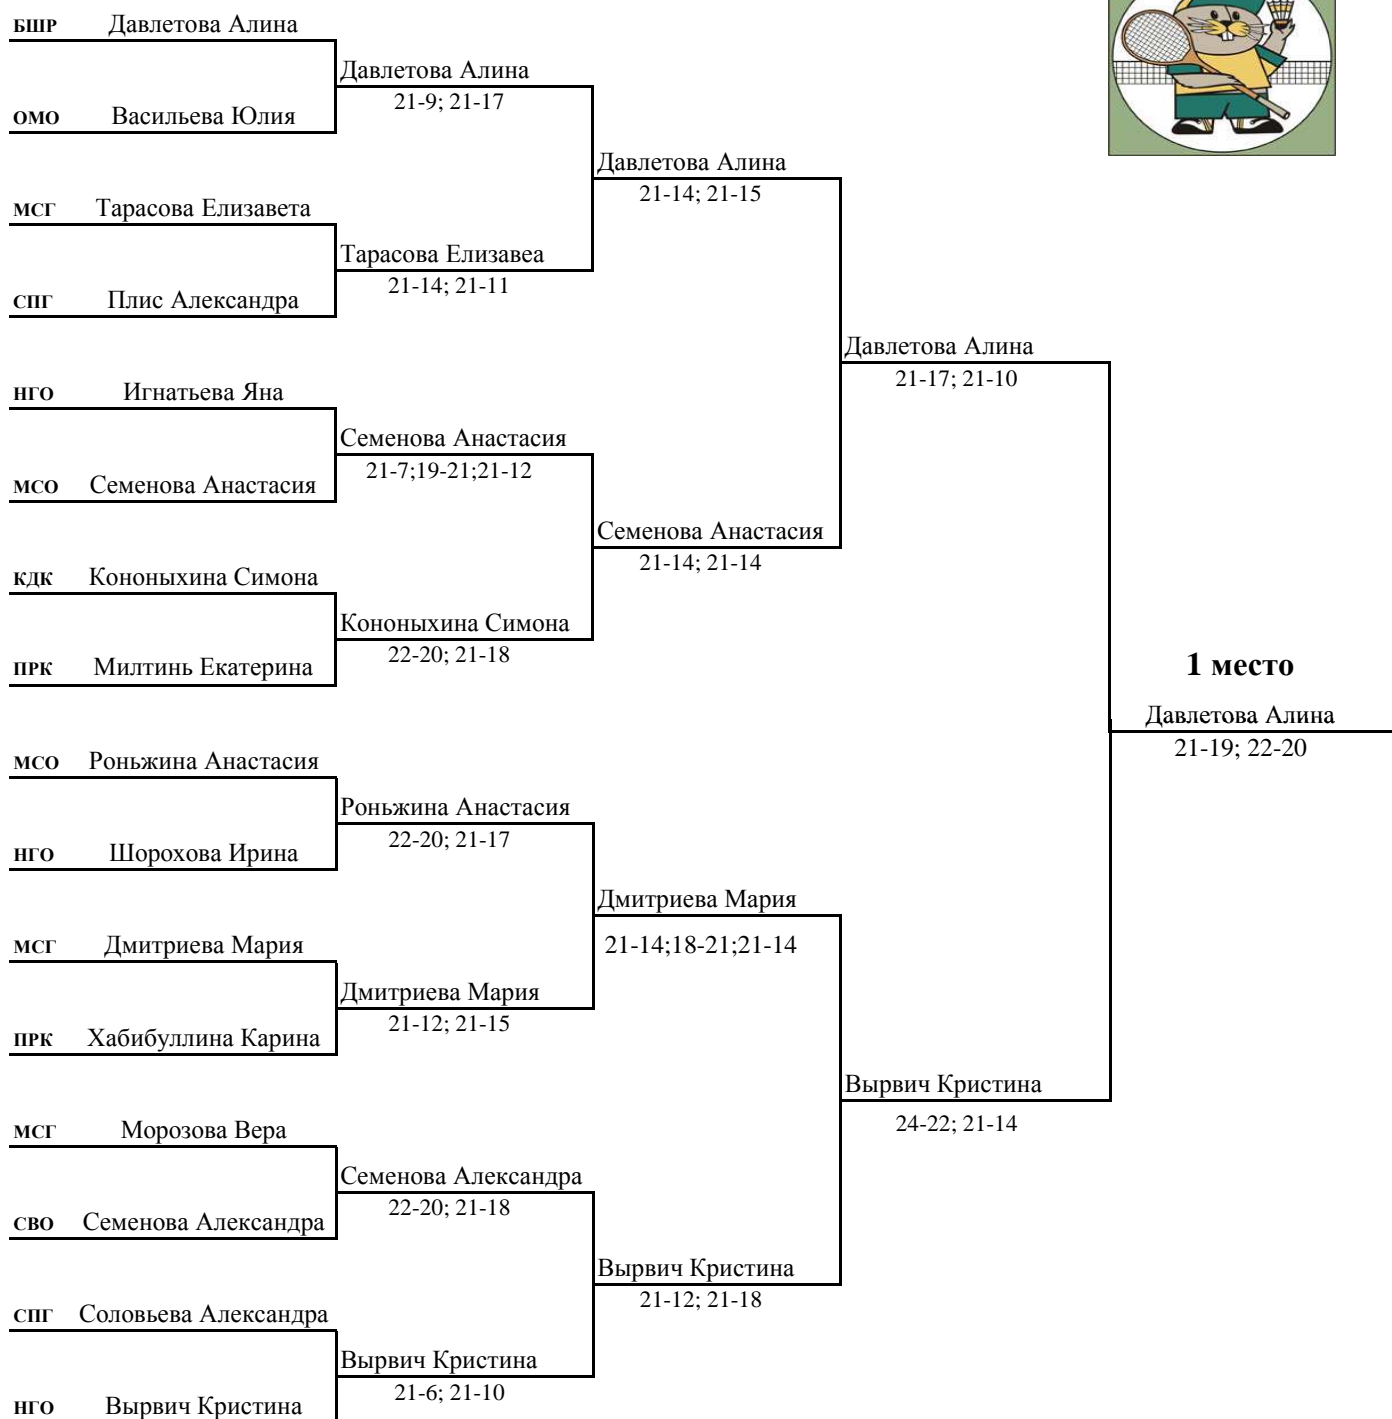 БШР Давлетова Алина
Давлетова Алина
21-9; 21-17
ОМО Васильева Юлия
Давлетова Алина
21-14; 21-15
МСГ Тарасова Елизавета
Тарасова Елизавеа
21-14; 21-11
СПГ Плис Александра
Давлетова Алина
21-17; 21-10
НГО Игнатьева Яна
Семенова Анастасия
21-7;19-21;21-12
МСО Семенова Анастасия
Семенова Анастасия
21-14; 21-14
КДК Кононыхина Симона
Кононыхина Симона
22-20; 21-18
ПРК Милтинь Екатерина
1 место
Давлетова Алина
21-19; 22-20
МСО Роньжина Анастасия
Роньжина Анастасия
22-20; 21-17
НГО Шорохова Ирина
Дмитриева Мария
21-14;18-21;21-14
МСГ Дмитриева Мария
Дмитриева Мария
21-12; 21-15
ПРК Хабибуллина Карина
Вырвич Кристина
24-22; 21-14
МСГ Морозова Вера
Семенова Александра
22-20; 21-18
СВО Семенова Александра
Вырвич Кристина
21-12; 21-18
СПГ Соловьева Александра
Вырвич Кристина
21-6; 21-10
НГО Вырвич Кристина